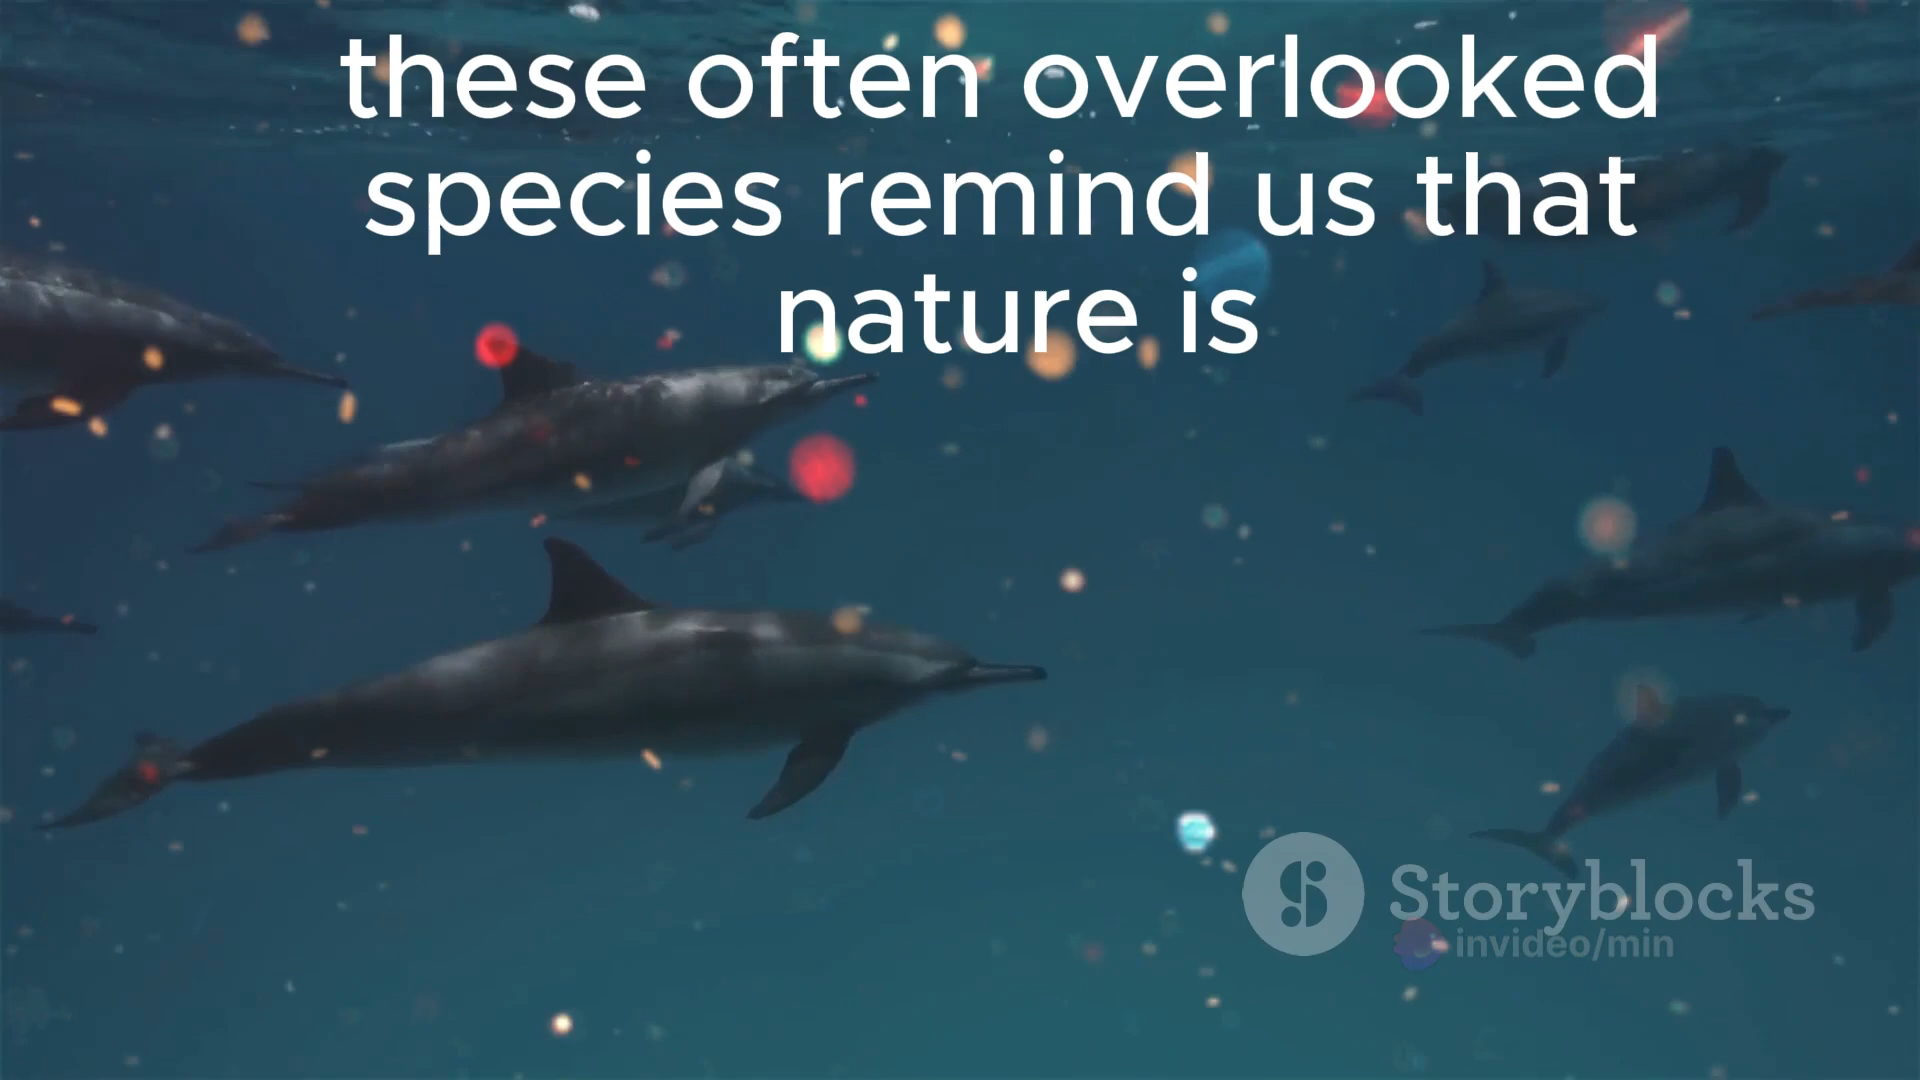 these often overlooked
species remind us that
nature is
Storyblocks
invideo/min